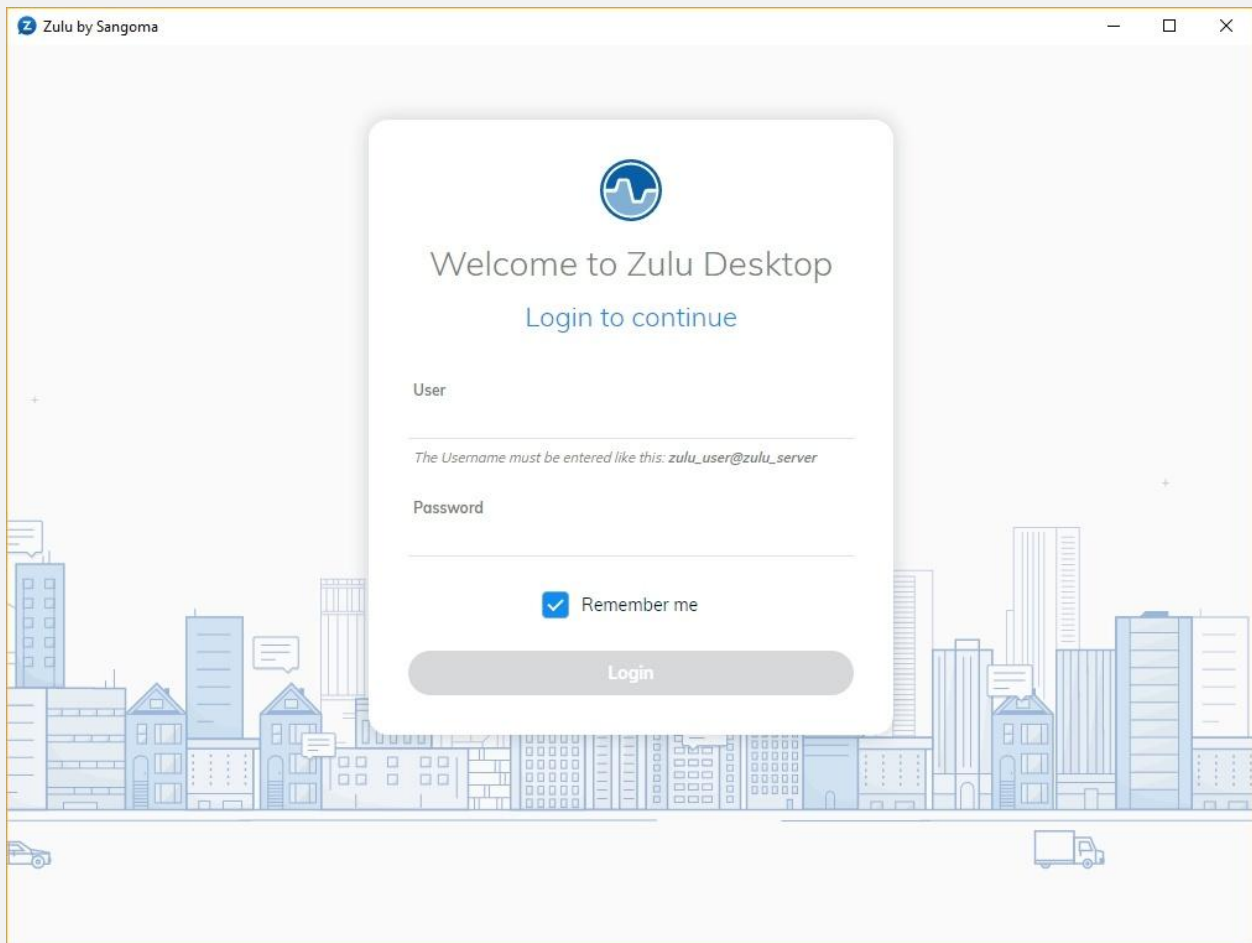 Zulu by Sangoma
Welcome to Zulu Desktop
Login to continue
User
The Username must be entered like this: zulu_user@zulu_server
Password
Remember me
Login